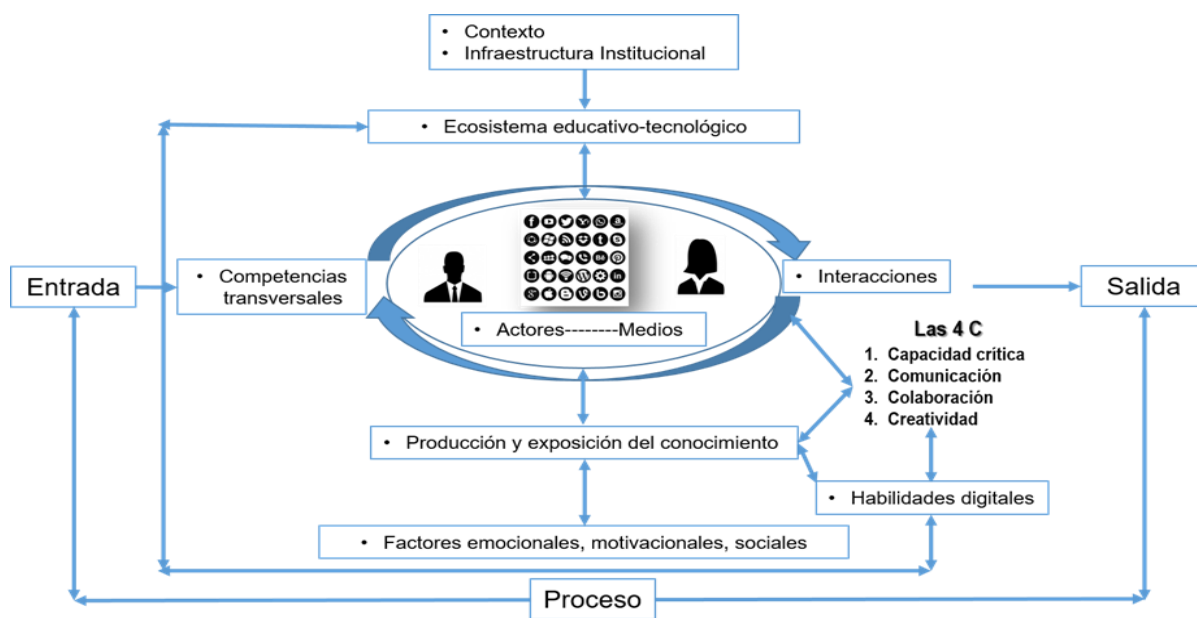 • Contexto
• Infraestructura Institucional
• Ecosistema educativo-tecnológico
Entrada
• Competencias
transversales
• Actores--------Medios
• Interacciones
Salida
Las 4 C
1. Capacidad crítica
2. Comunicación
3. Colaboración
4. Creatividad
• Producción y exposición del conocimiento
• Habilidades digitales
• Factores emocionales, motivacionales, sociales
Proceso